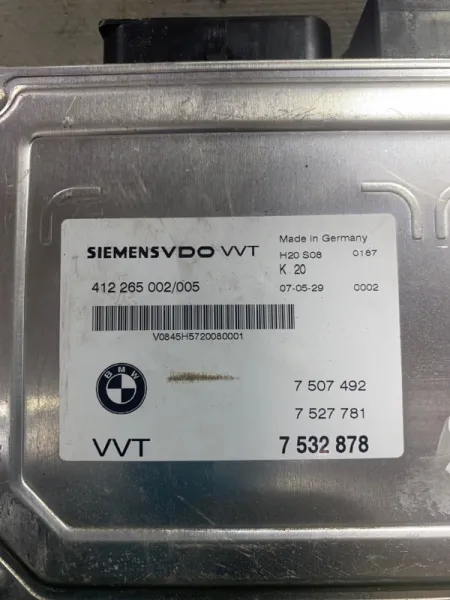 SIEMENSVDO VVT
Made in Germany
H20 S08 0187
K 20
412 265 002/005
07-05-29 0002
V0845H5720080001
BMW
7 507 492
7 527 781
VVT
7 532 878